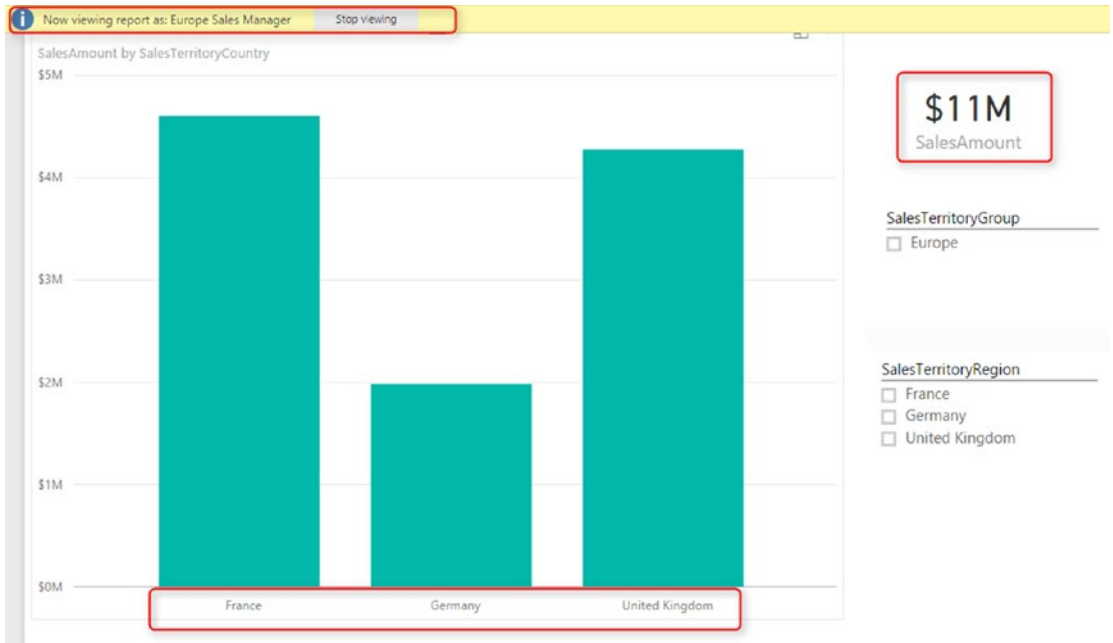 Now viewing report as: Europe Sales Manager Stop viewing
SalesAmount by SalesTerritoryCountry
$5M
$4M
$3M
$2M
$1M
$0M
France Germany United Kingdom
$11M
SalesAmount
SalesTerritoryGroup
Europe
SalesTerritoryRegion
France
Germany
United Kingdom